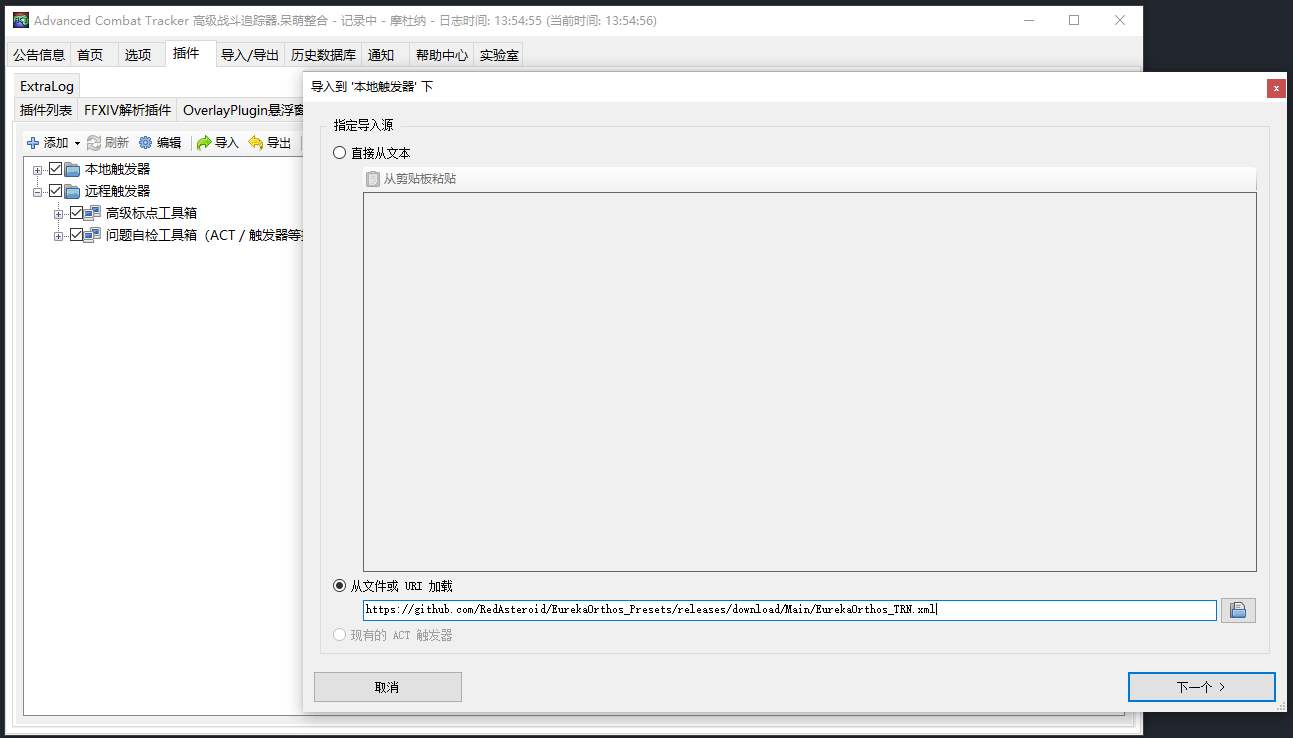 Advanced Combat Tracker 高级战斗追踪器.呆萌整合 - 记录中 - 摩杜纳 - 日志时间: 13:54:55 (当前时间: 13:54:56)
公告信息 首页 选项 插件 导入/导出 历史数据库 通知 帮助中心 实验室
ExtraLog
插件列表 FFXIV解析插件 OverlayPlugin悬浮窗
添加 刷新 编辑 导入 导出
本地触发器
远程触发器
高级标点工具箱
问题自检工具箱（ACT / 触发器等
导入到 '本地触发器' 下
x
指定导入源
直接从文本
从剪贴板粘贴
从文件或 URI 加载
https://github.com/RedAsteroid/EurekaOrthos_Presets/releases/download/Main/EurekaOrthos_TRN.xml
现有的 ACT 触发器
取消
下一个 >